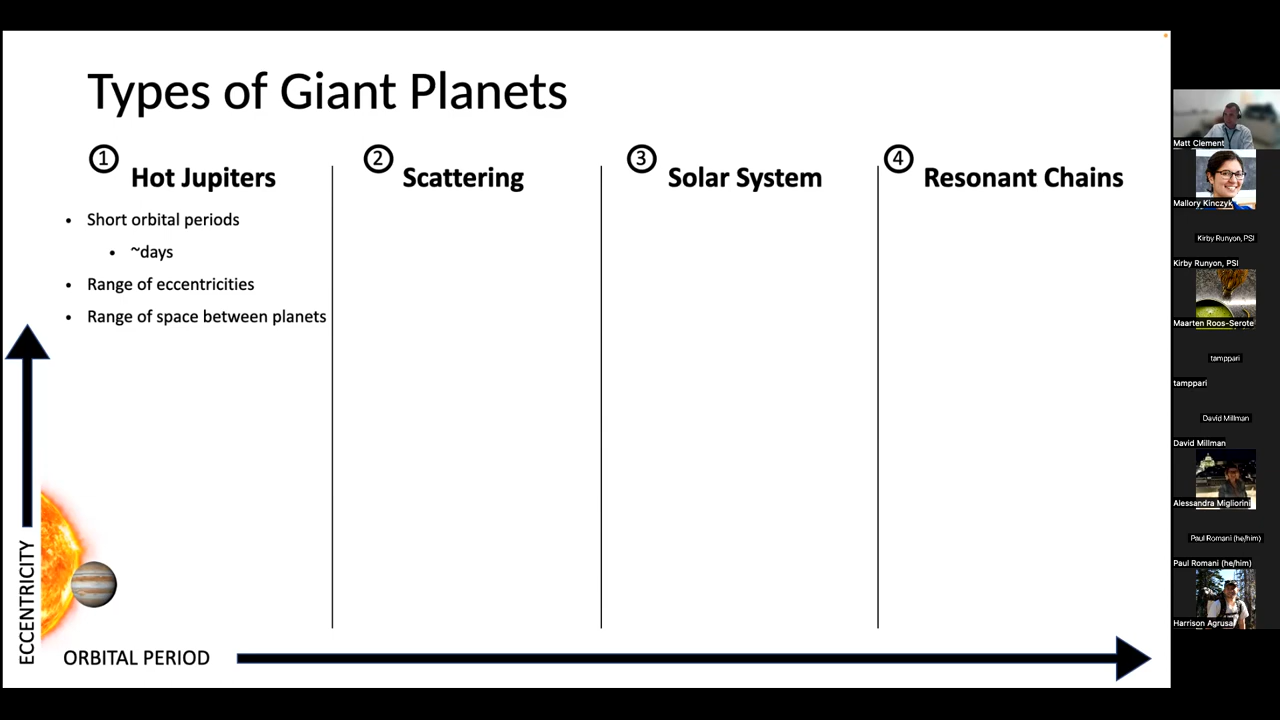 Types of Giant Planets
1 Hot Jupiters
• Short orbital periods
• ~days
• Range of eccentricities
• Range of space between planets
2 Scattering
3 Solar System
4 Resonant Chains
ECCENTRICITY
ORBITAL PERIOD
Matt Clement
Mallory Kinczyk
Kirby Runyon, PSI
Kirby Runyon, PSI
Maarten Roos-Serote
tamppari
tamppari
David Millman
David Millman
Alessandra Migliorini
Paul Romani (he/him)
Paul Romani (he/him)
Harrison Agrusa